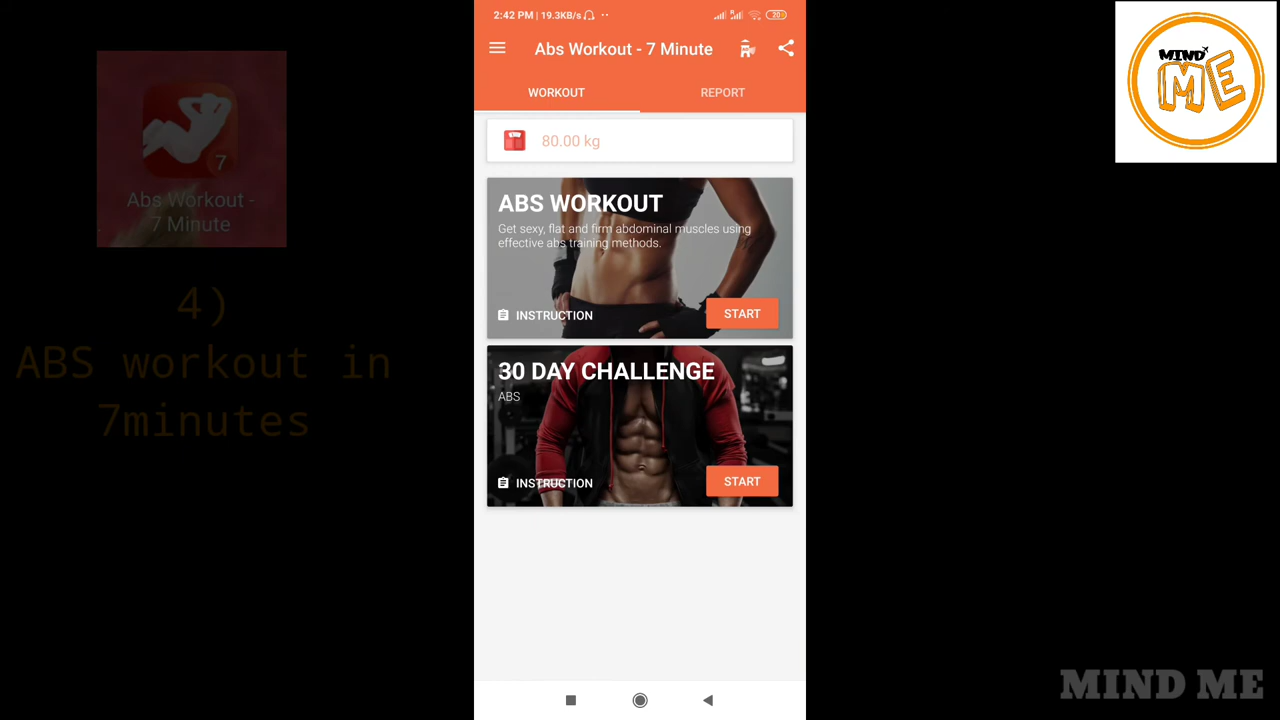 Abs Workout -
7 Minute
7
4)
ABS workout in
7minutes
2:42 PM | 19.3KB/s
20
Abs Workout - 7 Minute
WORKOUT
REPORT
80.00 kg
ABS WORKOUT
Get sexy, flat and firm abdominal muscles using
effective abs training methods.
INSTRUCTION
START
30 DAY CHALLENGE
ABS
INSTRUCTION
START
MIND
ME
MIND ME